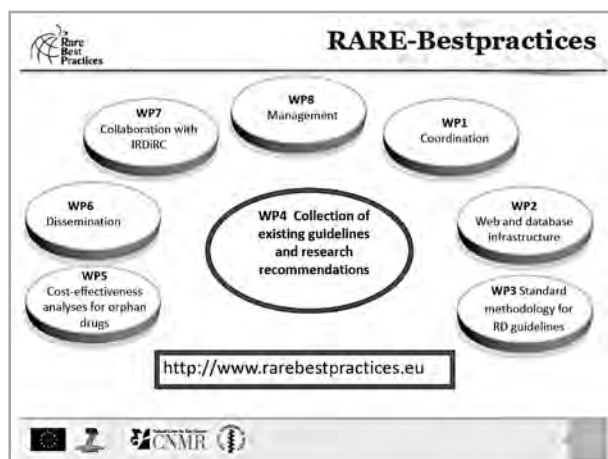 Rare
Best
Practices
RARE-Bestpractices
WP8
Management
WP7
Collaboration with
IRDiRC
WP1
Coordination
WP6
Dissemination
WP4 Collection of
existing guidelines
and research
recommendations
WP2
Web and database
infrastructure
WP5
Cost-effectiveness
analyses for orphan
drugs
WP3 Standard
methodology for
RD guidelines
http://www.rarebestpractices.eu
CNMR